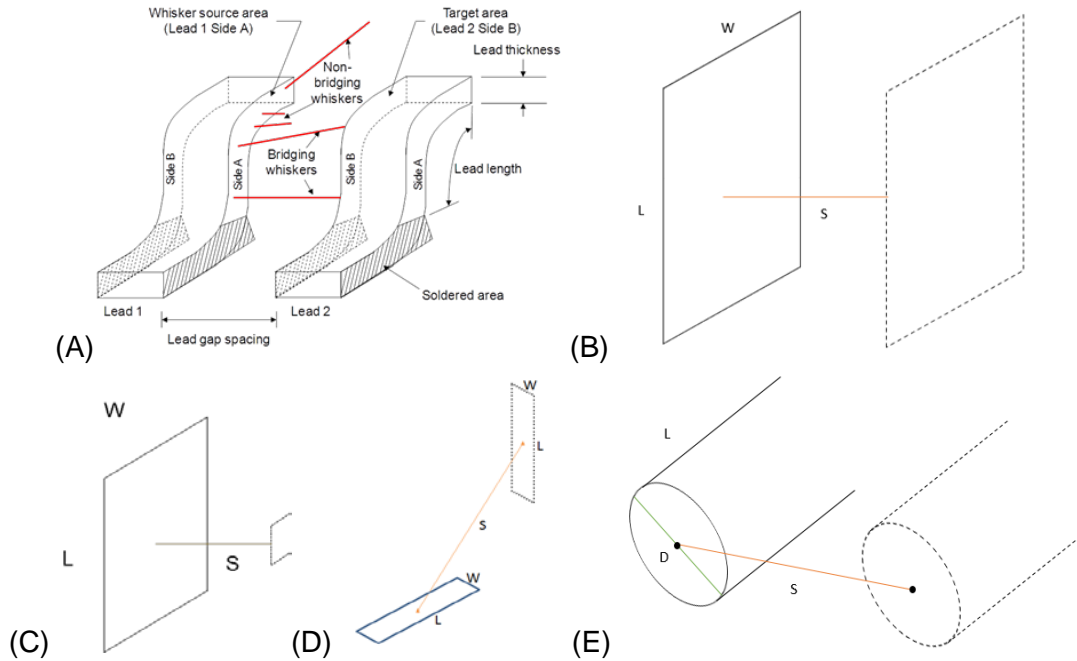 Whisker source area
(Lead 1 Side A)
Target area
(Lead 2 Side B)
Lead thickness
Non-
bridging
whiskers
Side B
Side A
Bridging
whiskers
Side B
Side A
Lead length
Soldered area
Lead 1
Lead 2
Lead gap spacing
(A)
W
L
S
(B)
W
L
S
(C)
W
L
S
W
L
(D)
L
D
S
(E)